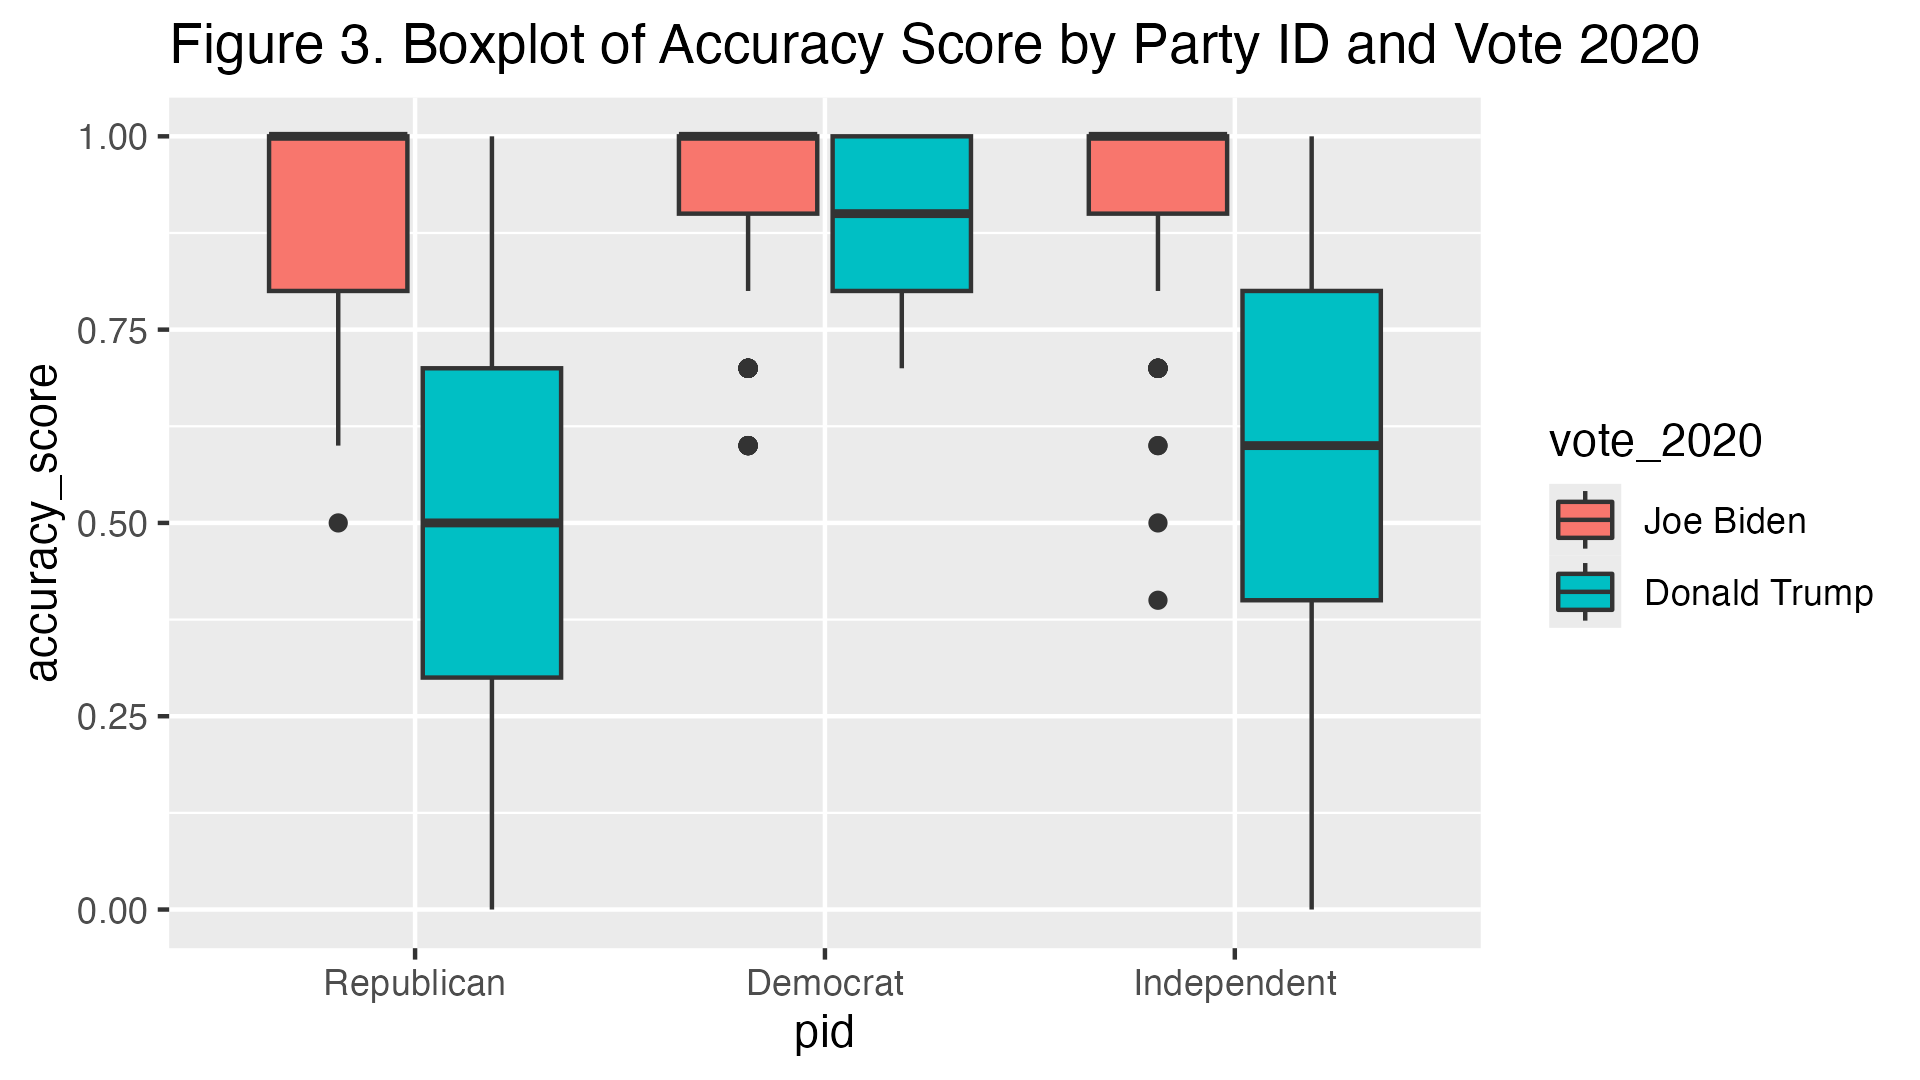 Figure 3. Boxplot of Accuracy Score by Party ID and Vote 2020
accuracy_score
1.00
0.75
0.50
0.25
0.00
Republican
Democrat
Independent
pid
vote_2020
Joe Biden
Donald Trump